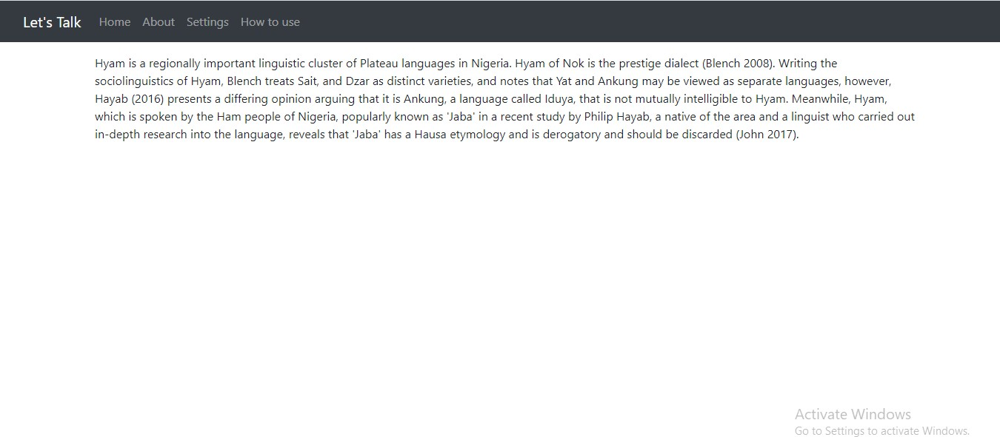 Let's Talk Home About Settings How to use
Hyam is a regionally important linguistic cluster of Plateau languages in Nigeria. Hyam of Nok is the prestige dialect (Blench 2008). Writing the
sociolinguistics of Hyam, Blench treats Sait, and Dzar as distinct varieties, and notes that Yat and Ankung may be viewed as separate languages, however,
Hayab (2016) presents a differing opinion arguing that it is Ankung, a language called Iduya, that is not mutually intelligible to Hyam. Meanwhile, Hyam,
which is spoken by the Ham people of Nigeria, popularly known as 'Jaba' in a recent study by Philip Hayab, a native of the area and a linguist who carried out
in-depth research into the language, reveals that 'Jaba' has a Hausa etymology and is derogatory and should be discarded (John 2017).
Activate Windows
Go to Settings to activate Windows.